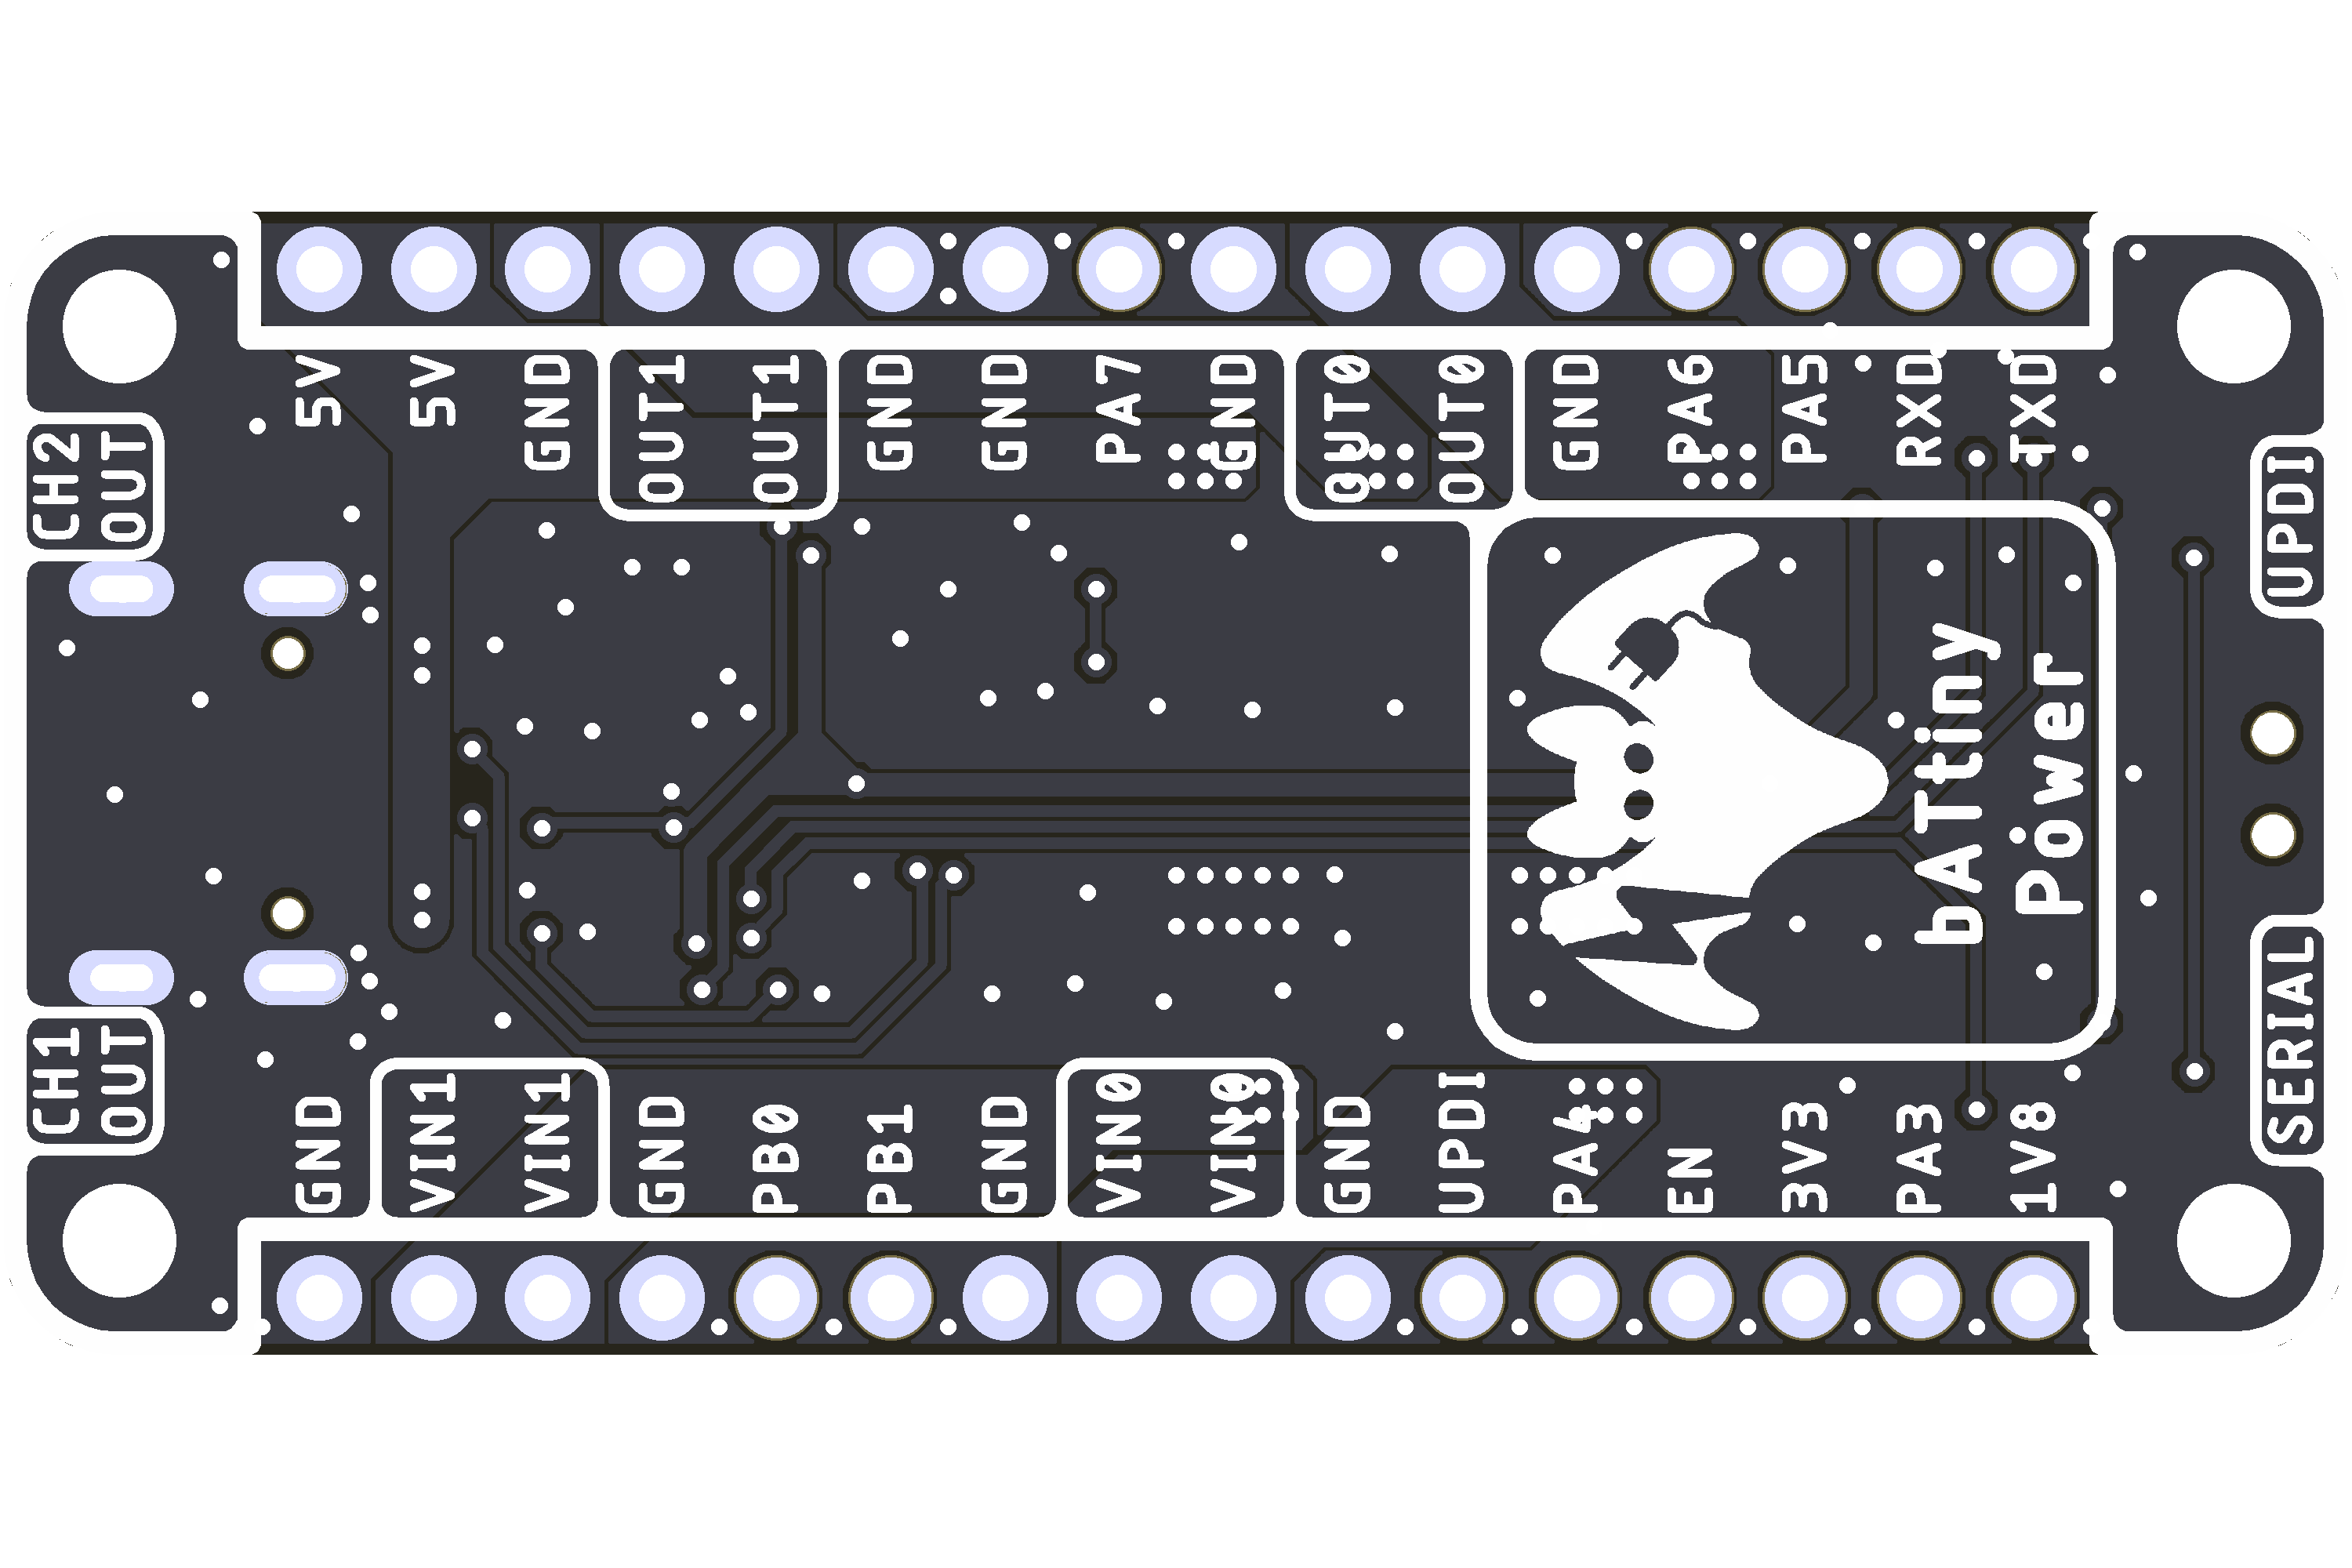 5V
5V
GND
OUT1
OUT1
GND
GND
PA7
GND
OUT0
OUT0
GND
PA6
PA5
RXD
TXD
CH2
OUT
UPDI
bATtiny
Power
CH1
OUT
SERIAL
GND
VIN1
VIN1
GND
PB0
PB1
GND
VIN0
VIN0
GND
UPDI
PA4
EN
3V3
PA3
1V8